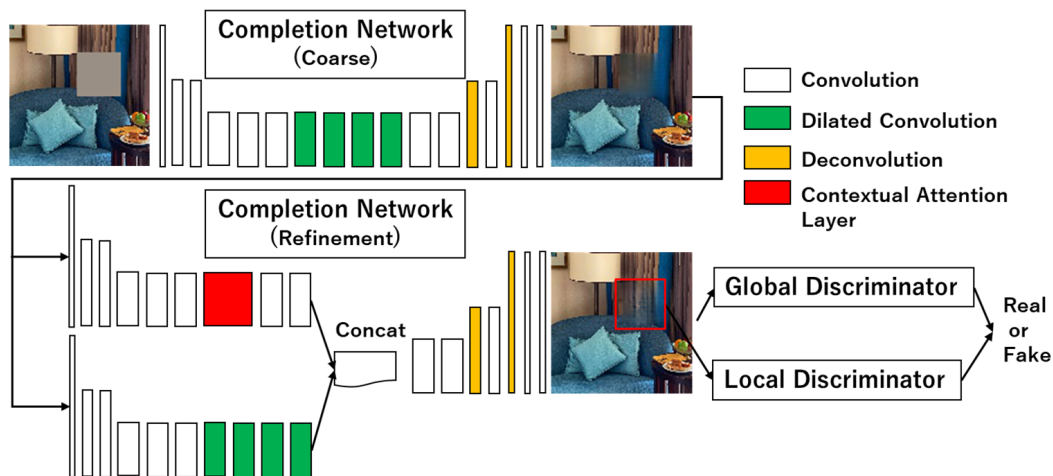 Completion Network
(Coarse)
Convolution
Dilated Convolution
Deconvolution
Contextual Attention
Layer
Completion Network
(Refinement)
Concat
Global Discriminator
Local Discriminator
Real
or
Fake